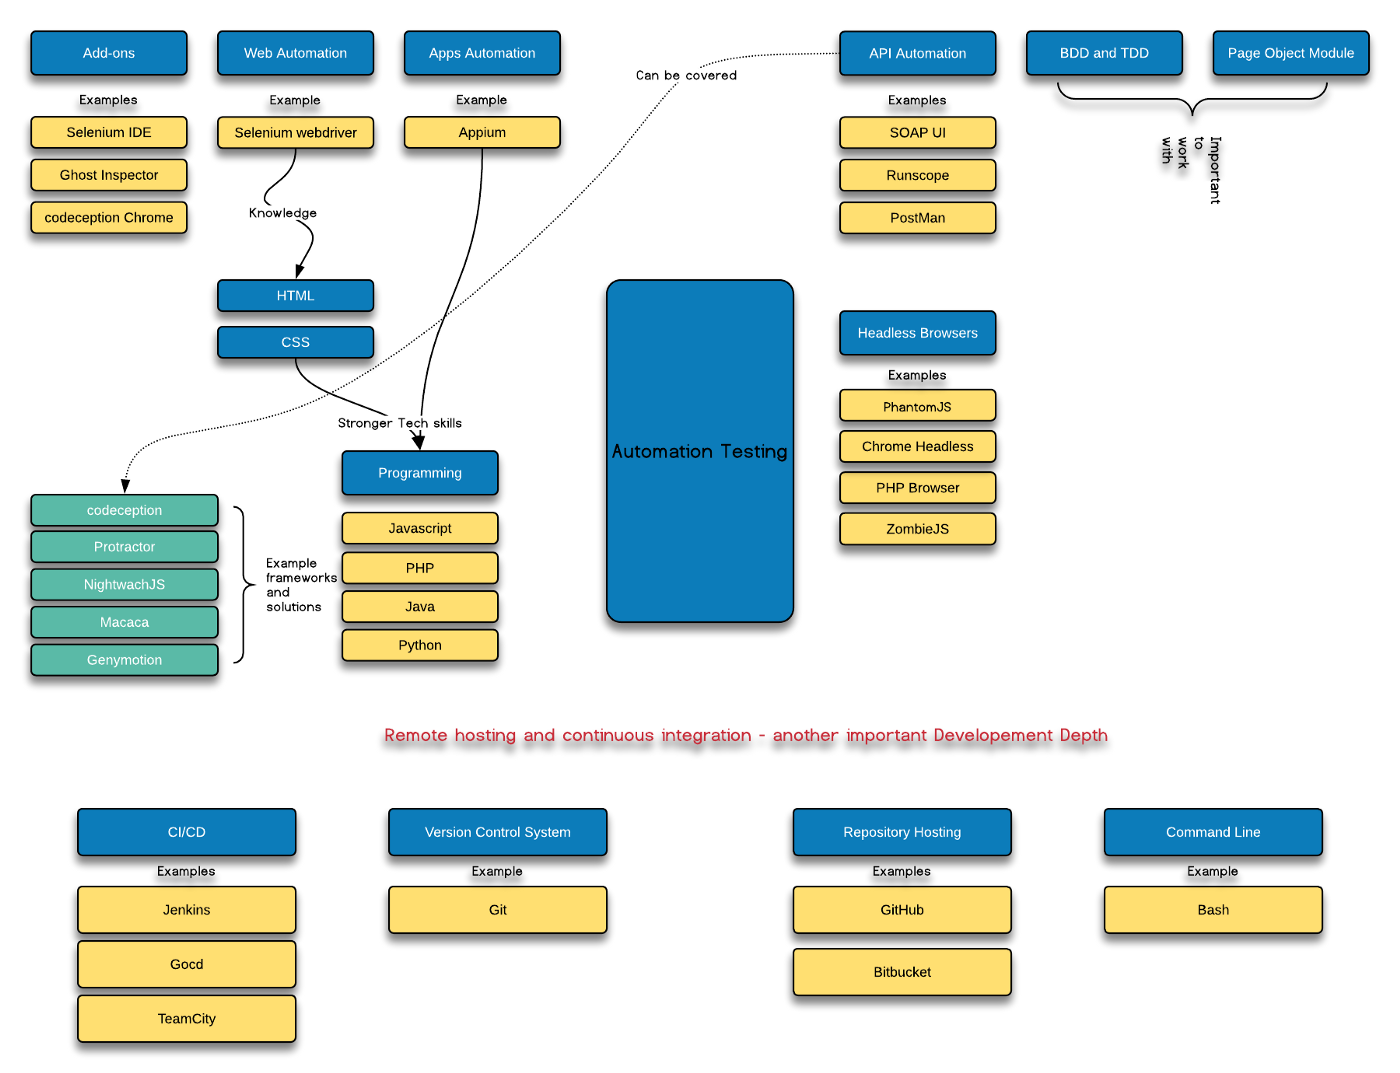 Add-ons
Web Automation
Apps Automation
API Automation
BDD and TDD
Page Object Module
Can be covered
Examples
Example
Example
Examples
Selenium IDE
Selenium webdriver
Appium
SOAP UI
Important
to
work
with
Ghost Inspector
Runscope
codeception Chrome
PostMan
Knowledge
HTML
CSS
Headless Browsers
Examples
PhantomJS
Chrome Headless
PHP Browser
ZombieJS
Stronger Tech skills
Automation Testing
Programming
Javascript
PHP
Java
Python
codeception
Protractor
NightwachJS
Macaca
Genymotion
Example
frameworks
and
solutions
Remote hosting and continuous integration - another important Developement Depth
CI/CD
Version Control System
Repository Hosting
Command Line
Examples
Example
Examples
Example
Jenkins
Git
GitHub
Bash
Gocd
Bitbucket
TeamCity